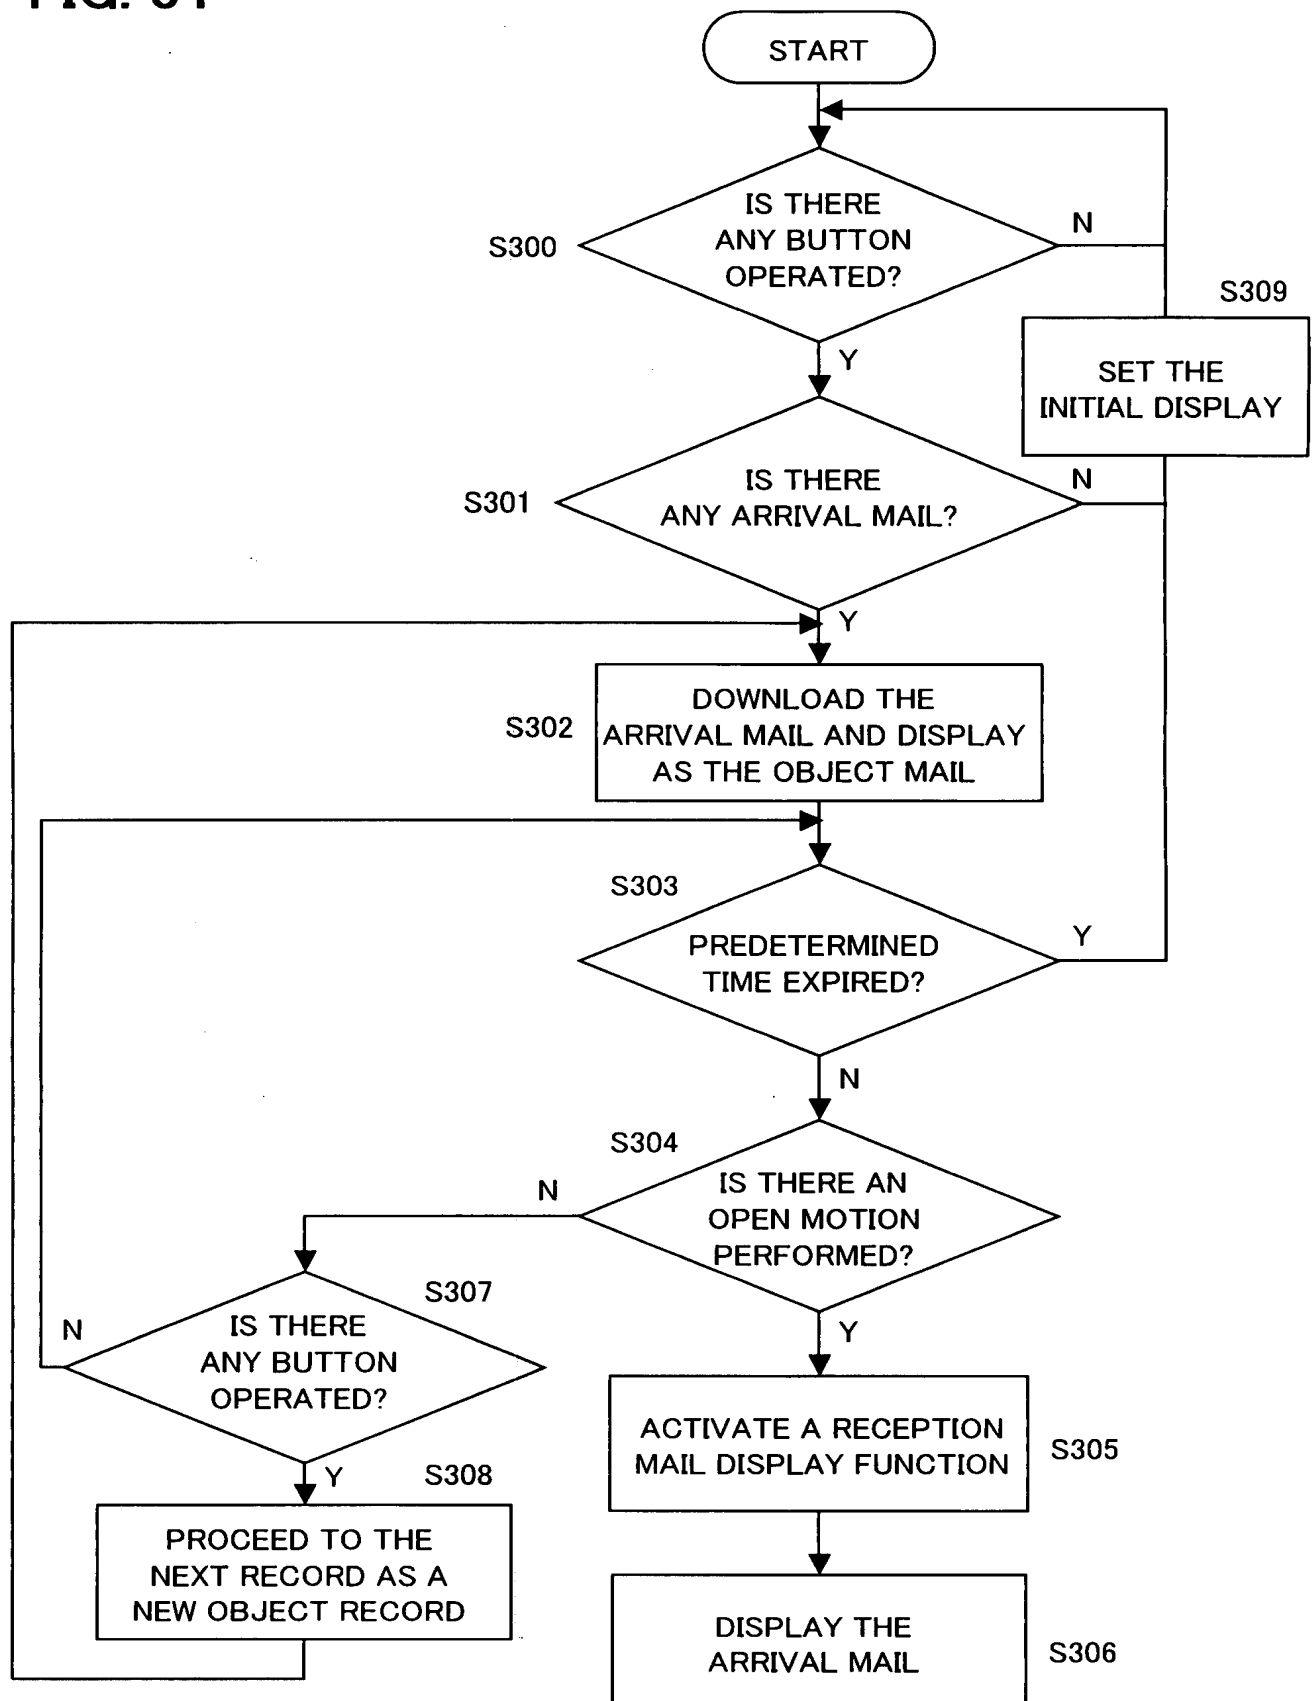 START
IS THERE
ANY BUTTON
OPERATED?
N
S300
S309
Y
SET THE
INITIAL DISPLAY
IS THERE
ANY ARRIVAL MAIL?
N
S301
Y
DOWNLOAD THE
ARRIVAL MAIL AND DISPLAY
AS THE OBJECT MAIL
S302
S303
PREDETERMINED
TIME EXPIRED?
Y
N
S304
IS THERE AN
OPEN MOTION
PERFORMED?
N
Y
S307
IS THERE
ANY BUTTON
OPERATED?
N
Y
ACTIVATE A RECEPTION
MAIL DISPLAY FUNCTION
S305
S308
PROCEED TO THE
NEXT RECORD AS A
NEW OBJECT RECORD
DISPLAY THE
ARRIVAL MAIL
S306